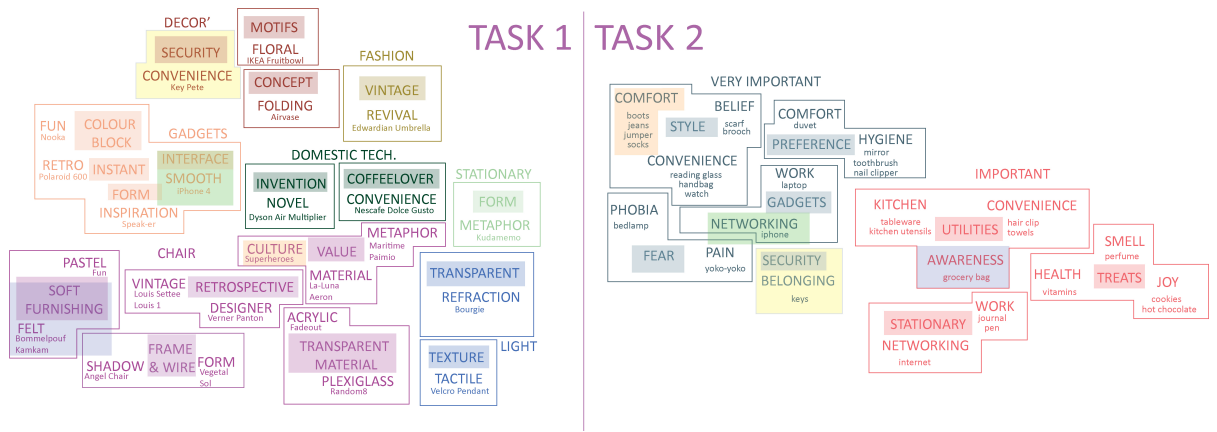 TASK 1
DECOR'
SECURITY
CONVENIENCE
Key Pete
MOTIFS
FLORAL
IKEA Fruitbowl
CONCEPT
FOLDING
Airvase
FASHION
VINTAGE
REVIVAL
Edwardian Umbrella
GADGETS
FUN
Nooka
COLOUR
BLOCK
RETRO
Polaroid 600
INSTANT
INTERFACE
SMOOTH
iPhone 4
FORM
INSPIRATION
Speak-er
DOMESTIC TECH.
INVENTION
NOVEL
Dyson Air Multiplier
COFFEELOVER
CONVENIENCE
Nescafe Dolce Gusto
STATIONARY
FORM
METAPHOR
Kudamemo
CHAIR
PASTEL
Fun
SOFT
FURNISHING
FELT
Bommelpouf
Kamkam
VINTAGE
Louis Settee
Louis 1
RETROSPECTIVE
DESIGNER
Verner Panton
CULTURE
Superheroes
VALUE
METAPHOR
Maritime
Paimio
MATERIAL
La-Luna
Aeron
SHADOW
Angel Chair
FRAME
& WIRE
FORM
Vegetal
Sol
ACRYLIC
Fadeout
TRANSPARENT
MATERIAL
PLEXIGLASS
Random8
TRANSPARENT
REFRACTION
Bourgie
LIGHT
TEXTURE
TACTILE
Velcro Pendant
TASK 2
VERY IMPORTANT
COMFORT
boots
jeans
jumper
socks
STYLE
BELIEF
scarf
brooch
CONVENIENCE
reading glass
handbag
watch
COMFORT
duvet
PREFERENCE
HYGIENE
mirror
toothbrush
nail clipper
WORK
laptop
GADGETS
NETWORKING
iphone
PHOBIA
bedlamp
FEAR
PAIN
yoko-yoko
SECURITY
BELONGING
keys
IMPORTANT
KITCHEN
tableware
kitchen utensils
CONVENIENCE
hair clip
towels
UTILITIES
AWARENESS
grocery bag
SMELL
perfume
HEALTH
vitamins
TREATS
JOY
cookies
hot chocolate
WORK
journal
pen
STATIONARY
NETWORKING
internet